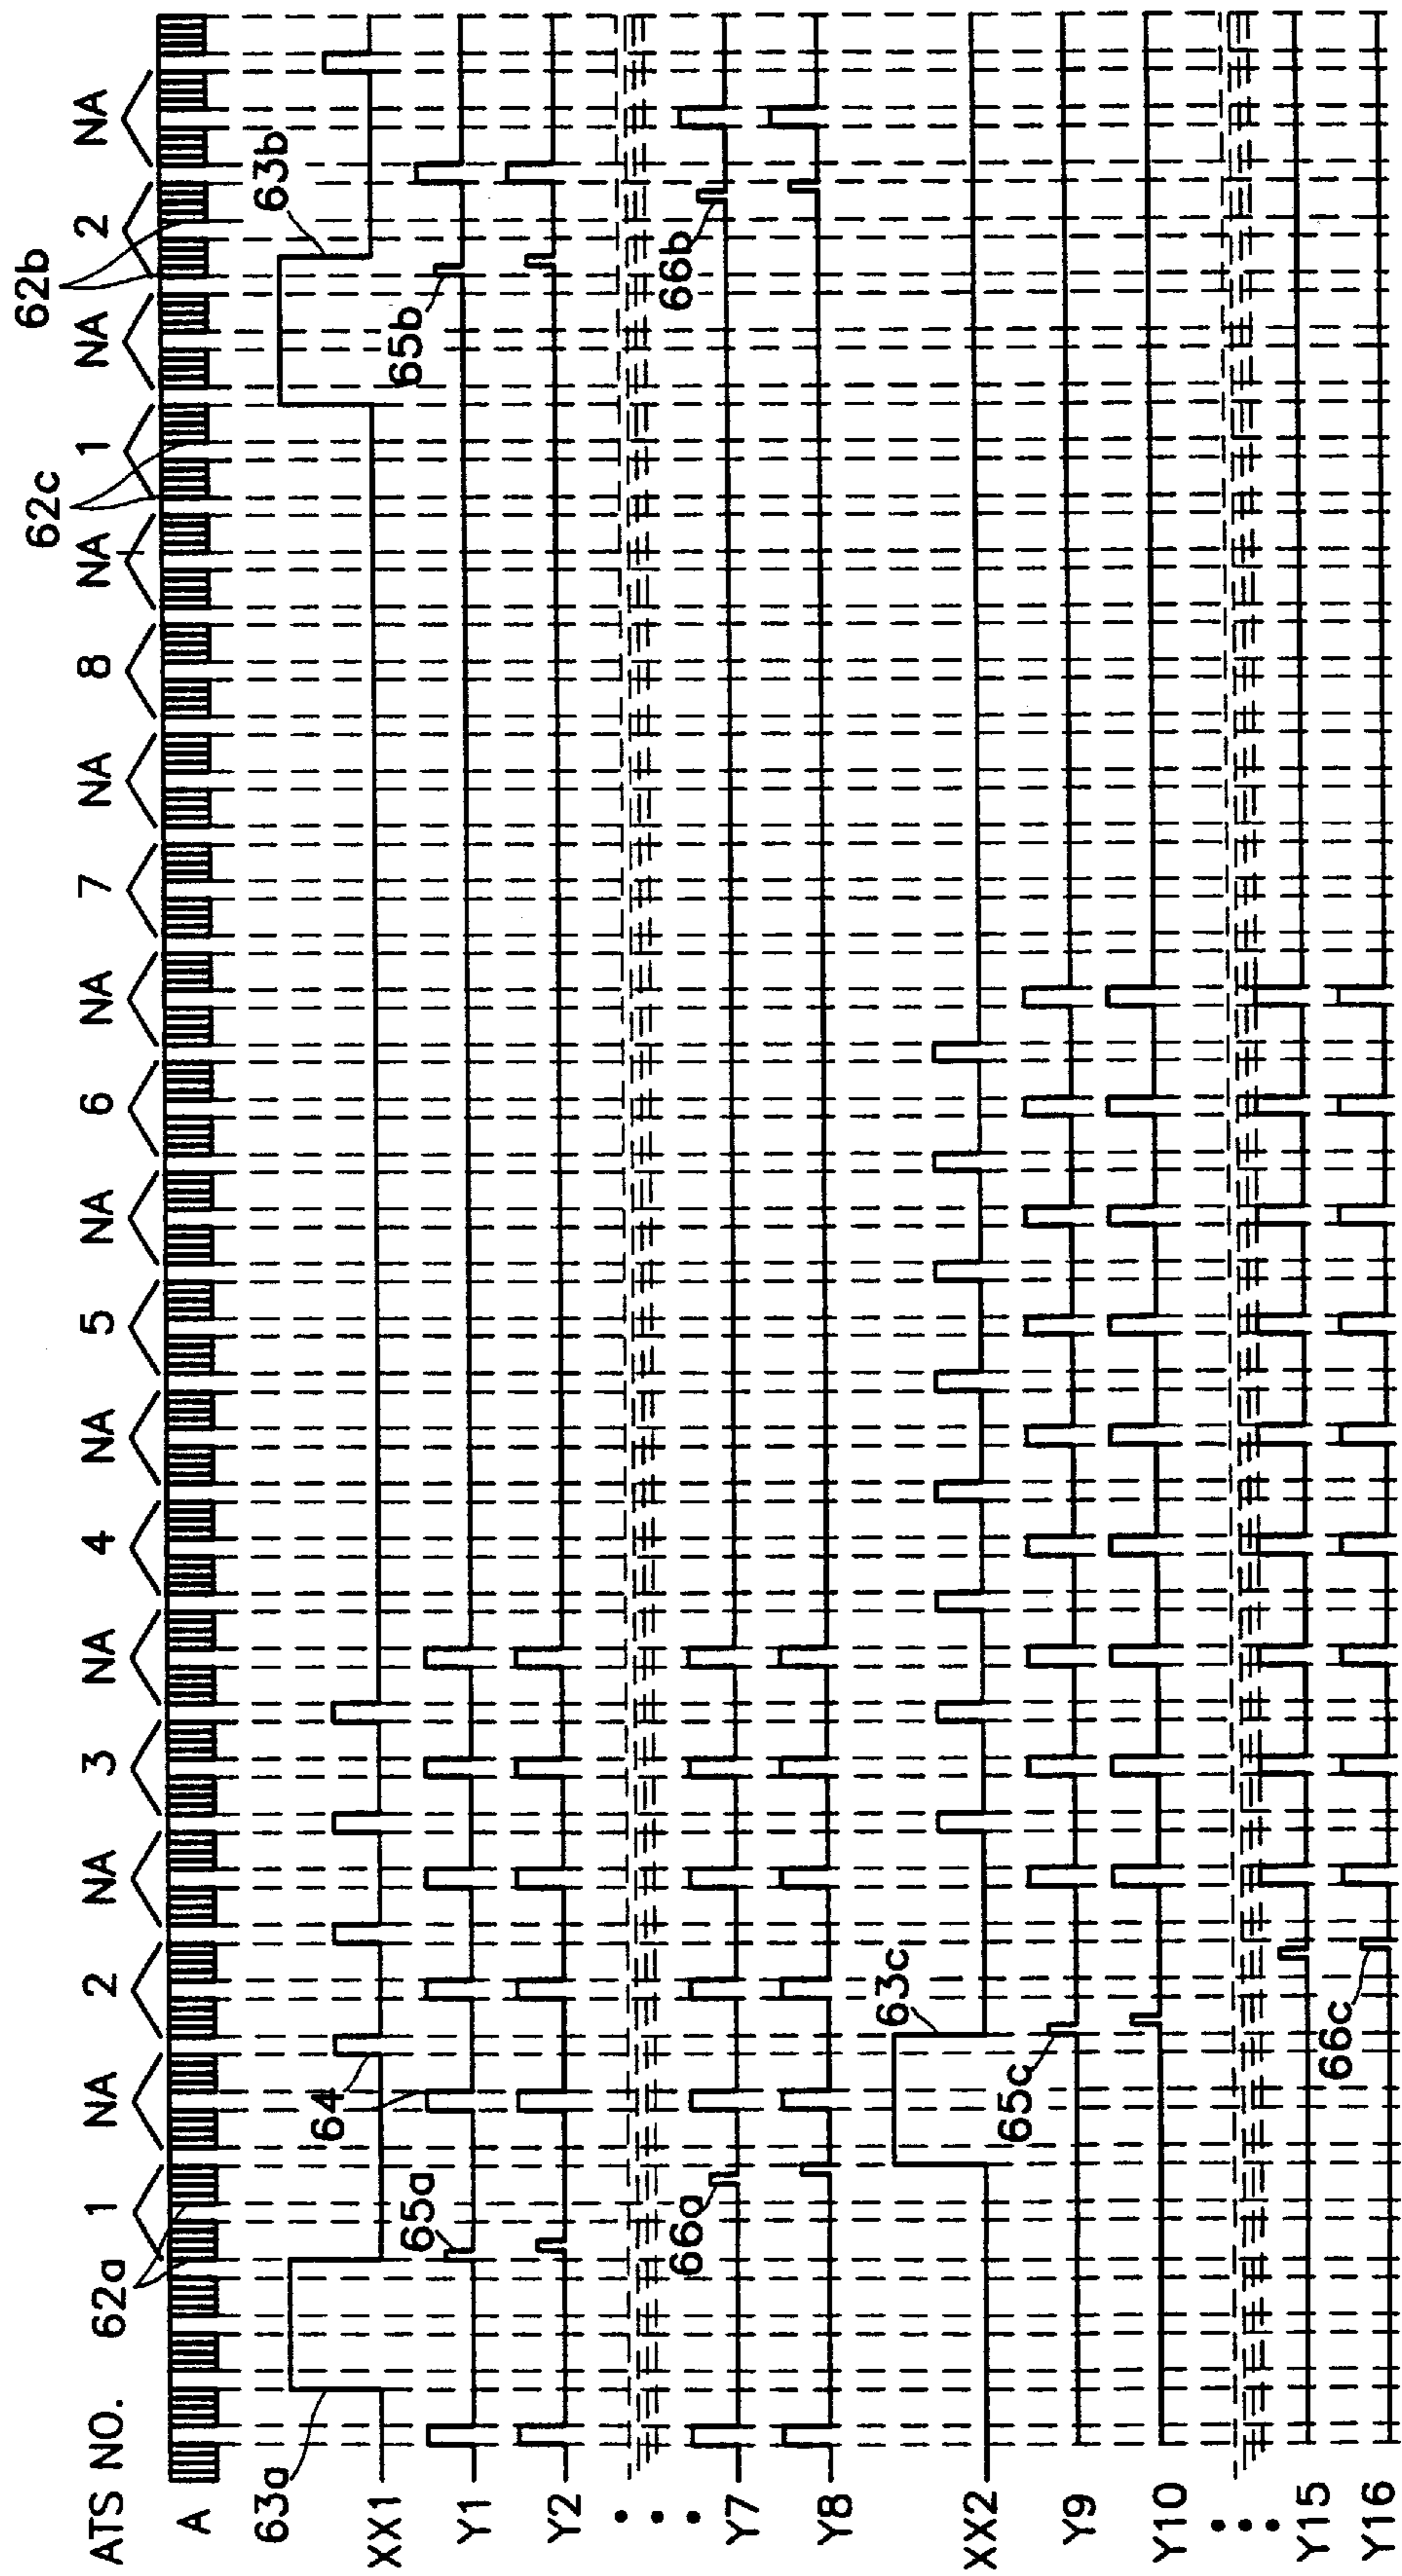 62c 62b
ATS NO. 62a 1 NA 2 NA 3 NA 4 NA 5 NA 6 NA 7 NA 8 NA 1 NA 2 NA
A
63a 63b
64
XX1
65a 65b
Y1
Y2
66a 66b
Y7
Y8
63c
XX2
65c
Y9
Y10
Y15
66c
Y16